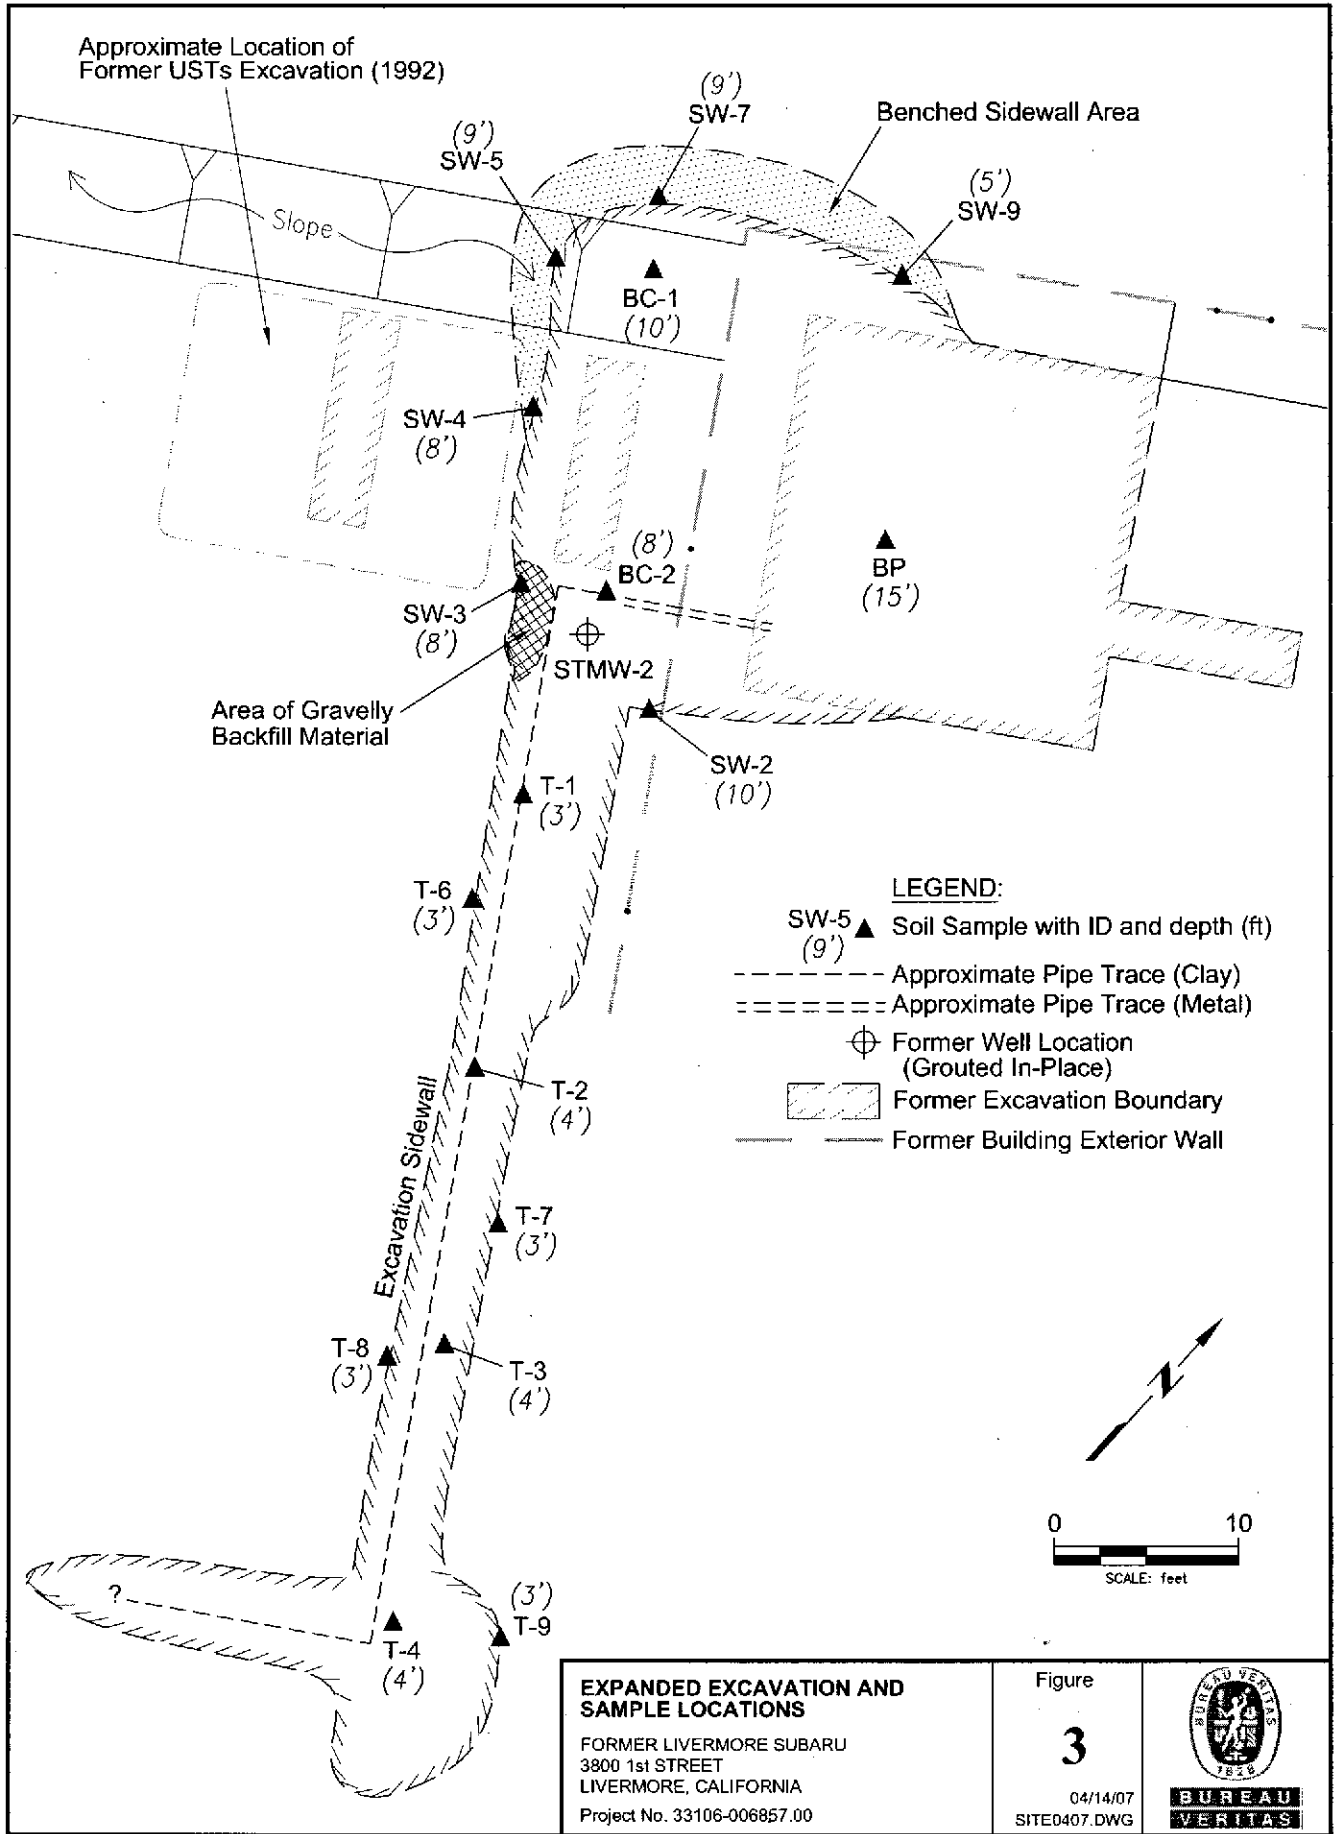 Approximate Location of
Former USTs Excavation (1992)
(9')
SW-7
Benched Sidewall Area
(9')
SW-5
(5')
SW-9
Slope
BC-1
(10')
SW-4
(8')
(8')
BC-2
BP
(15')
SW-3
(8')
STMW-2
Area of Gravelly
Backfill Material
SW-2
(10')
T-1
(3')
T-6
(3')
LEGEND:
SW-5
(9')
Soil Sample with ID and depth (ft)
Approximate Pipe Trace (Clay)
Approximate Pipe Trace (Metal)
Former Well Location
(Grouted In-Place)
Former Excavation Boundary
Former Building Exterior Wall
T-2
(4')
Excavation Sidewall
T-7
(3')
T-8
(3')
T-3
(4')
N
0 10
SCALE: feet
?
(3')
T-9
T-4
(4')
EXPANDED EXCAVATION AND
SAMPLE LOCATIONS
FORMER LIVERMORE SUBARU
3800 1st STREET
LIVERMORE, CALIFORNIA
Project No. 33106-006857.00
Figure
3
04/14/07
SITE0407.DWG
BUREAU VERITAS
1828
BUREAU
VERITAS